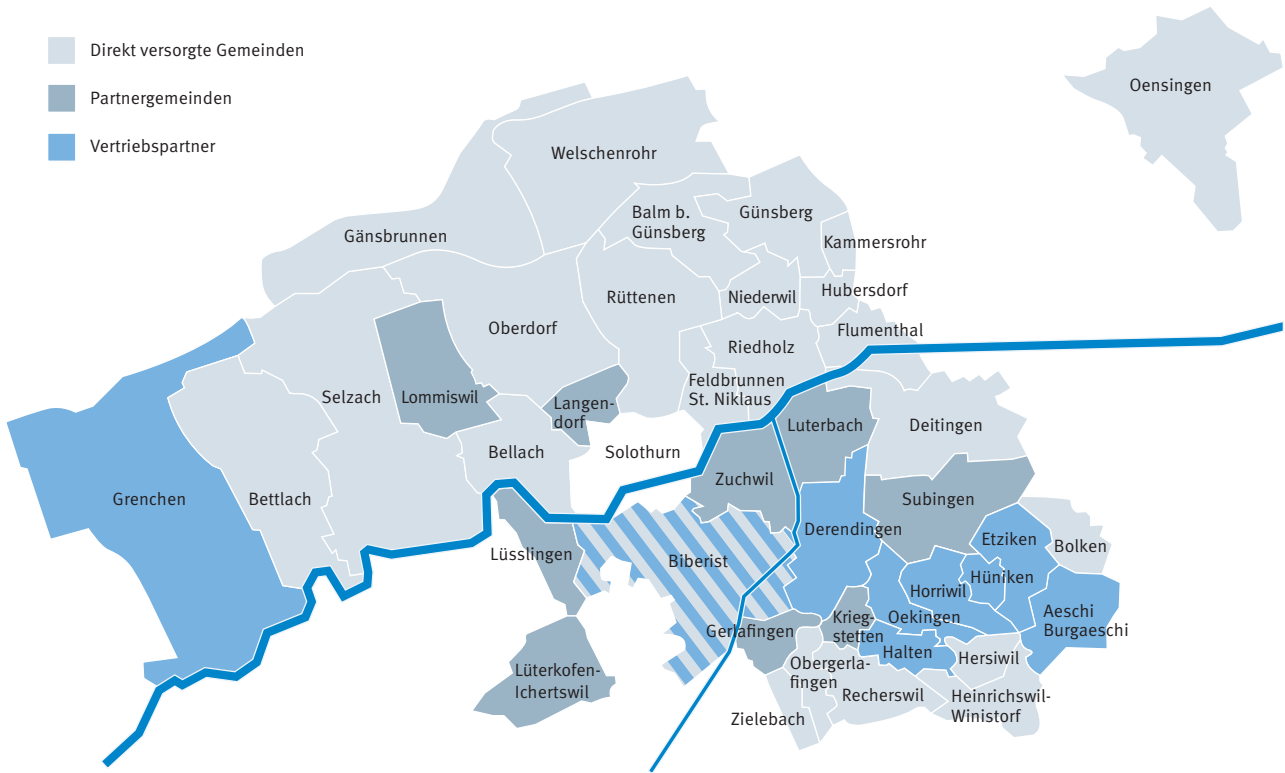 Direkt versorgte Gemeinden
Partnergemeinden
Vertriebspartner
Oensingen
Welschenrohr
Gänsbrunnen
Balm b.
Günsberg
Günsberg
Kammersrohr
Rüttenen
Niederwil
Hubersdorf
Oberdorf
Flumenthal
Riedholz
Feldbrunnen
St. Niklaus
Selzach
Lommiswil
Langen-
dorf
Luterbach
Deitingen
Bellach
Solothurn
Zuchwil
Grenchen
Bettlach
Subingen
Derendingen
Etziken
Bolken
Lüsslingen
Biberist
Hüniken
Horriwil
Aeschi
Burgaeschi
Oekingen
Krieg-
stetten
Gerlafingen
Halten
Hersiwil
Lüterkofen-
Ichertswil
Obergerla-
fingen
Recherswil
Heinrichswil-
Winistorf
Zielebach